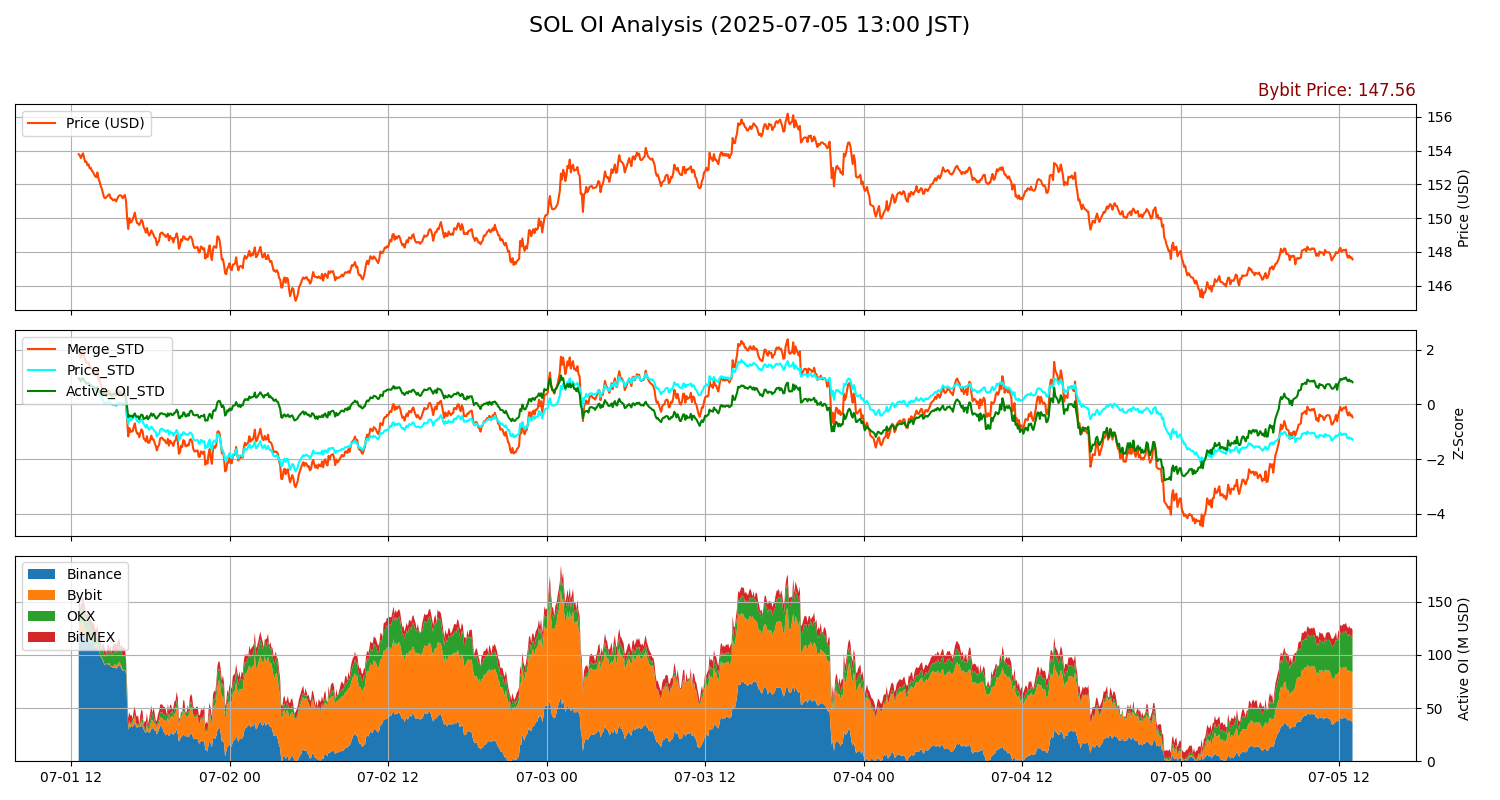 SOL OI Analysis (2025-07-05 13:00 JST)
Bybit Price: 147.56
Price (USD)
156
154
152
150
148
146
Price (USD)
Merge_STD
Price_STD
Active_OI_STD
2
0
−2
−4
Z-Score
Binance
Bybit
OKX
BitMEX
150
100
50
0
Active OI (M USD)
07-01 12
07-02 00
07-02 12
07-03 00
07-03 12
07-04 00
07-04 12
07-05 00
07-05 12